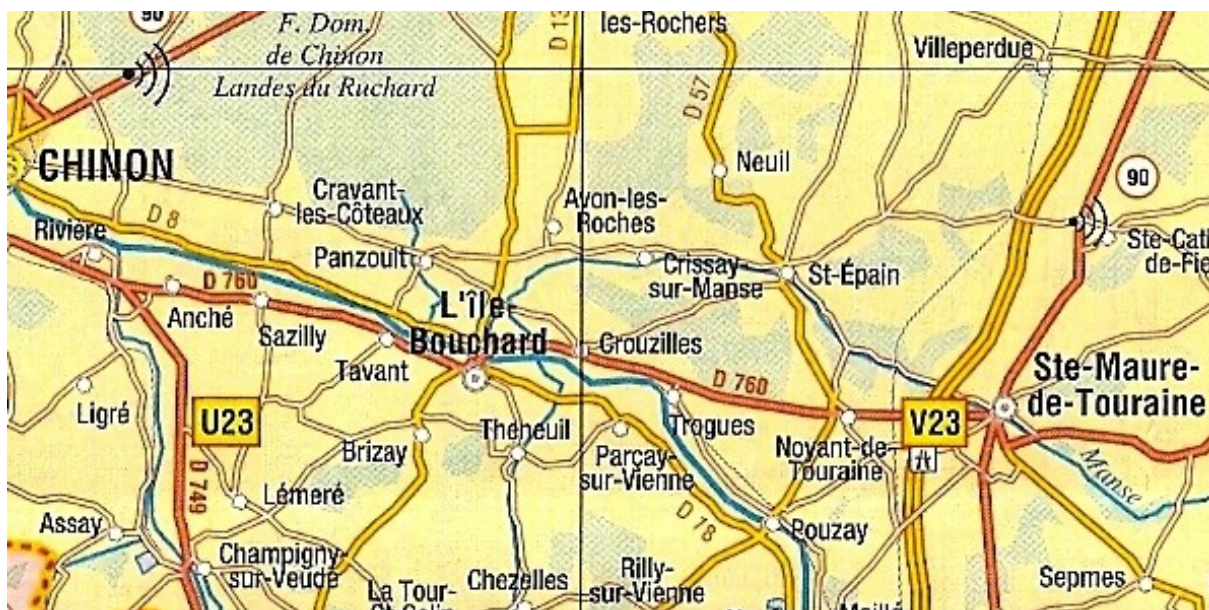 90
F. Dom.
de Chinon
Landes du Ruchard
D 13
les-Rochers
D 57
Villeperdue
CHINON
Neuil
90
Cravant-
les-Côteaux
Avon-les-
Roches
D 8
Rivière
Panzoult
Ste-Cath
de-Fie
Crissay-
sur-Manse
St-Épain
D 760
Anché
Sazilly
L'Île-
Bouchard
Crouzilles
Tavant
D 760
Ste-Maure-
de-Touraine
Ligré
U23
V23
Brizay
Theneuil
Trogues
Noyant-de-
Touraine
Parcay-
sur-Vienne
Manse
D 749
Lémeré
D 78
Pouzay
Assay
Champigny-
sur-Veude
La Tour-
Chezelles
Rilly-
sur-Vienne
Sepmes